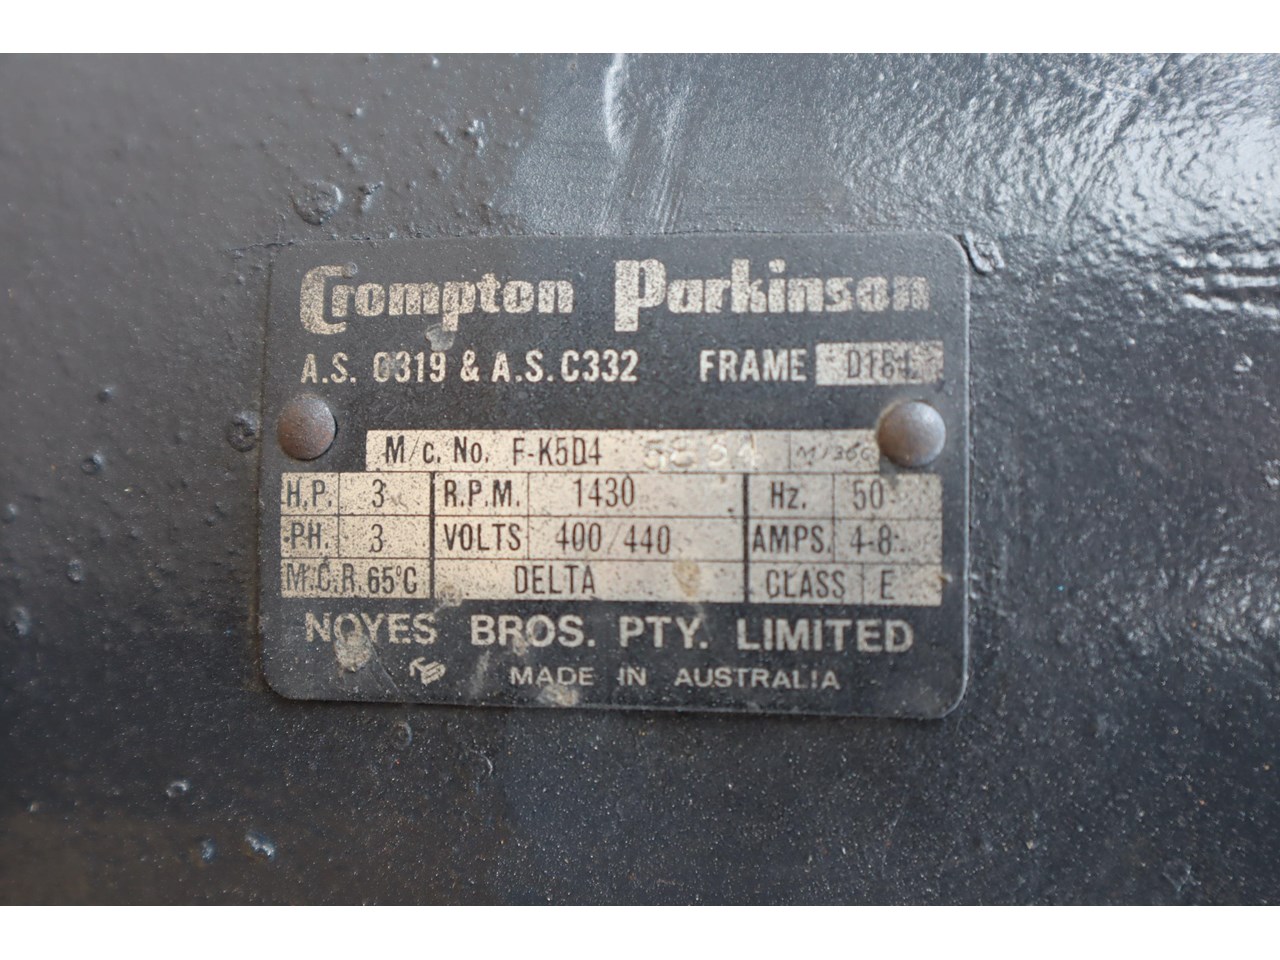 Crompton Parkinson
A.S. C319 & A.S. C332 FRAME
M/c. No. F-K5D4 5834
H.P. 3 R.P.M. 1430 Hz. 50
PH. 3 VOLTS 400/440 AMPS. 4-8
M.C.R. 65°C DELTA CLASS E
NOYES BROS. PTY. LIMITED
MADE IN AUSTRALIA